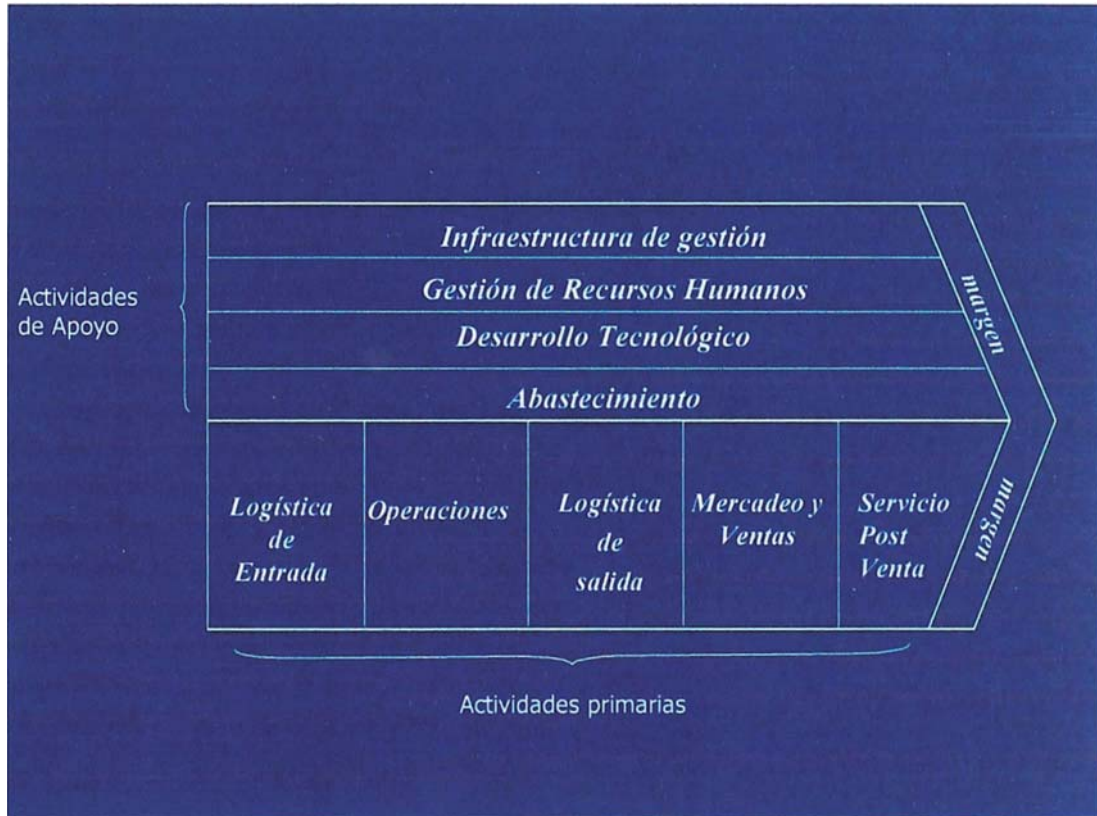 Infraestructura de gestión
Gestión de Recursos Humanos
Desarrollo Tecnológico
Abastecimiento
Actividades
de Apoyo
margen
margen
Logística
de
Entrada
Operaciones
Logística
de
salida
Mercadeo y
Ventas
Servicio
Post
Venta
Actividades primarias